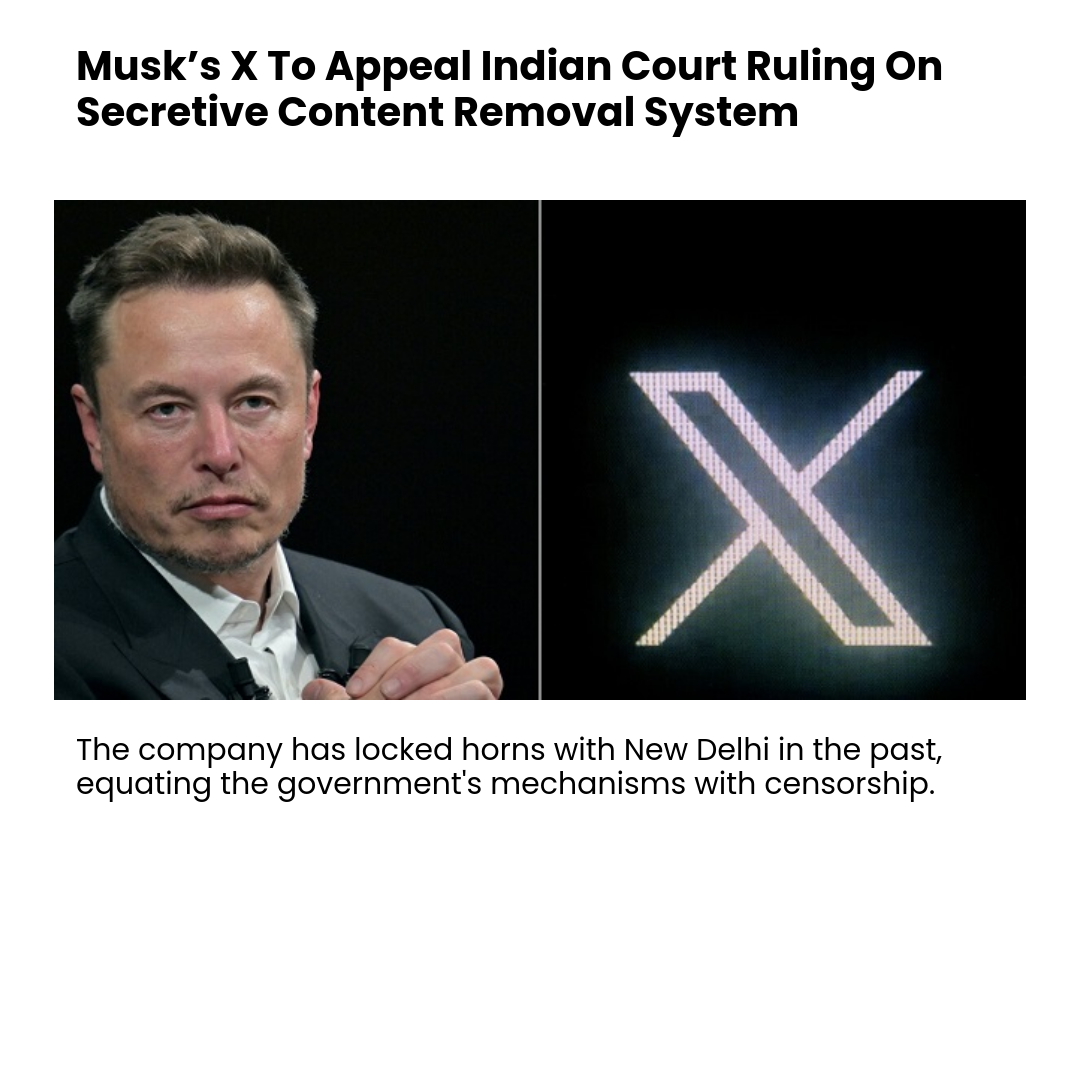 Musk’s X To Appeal Indian Court Ruling On
Secretive Content Removal System
The company has locked horns with New Delhi in the past,
equating the government's mechanisms with censorship.